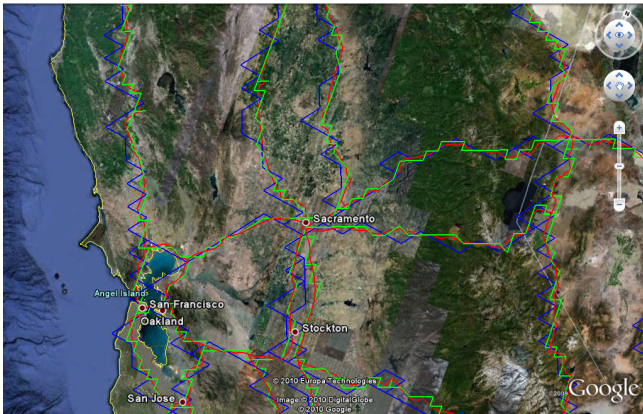 N
Sacramento
Angel Island
San Francisco
Oakland
Stockton
© 2010 Europa Technologies
Image © 2010 DigitalGlobe
© 2010 Google
San Jose
Google